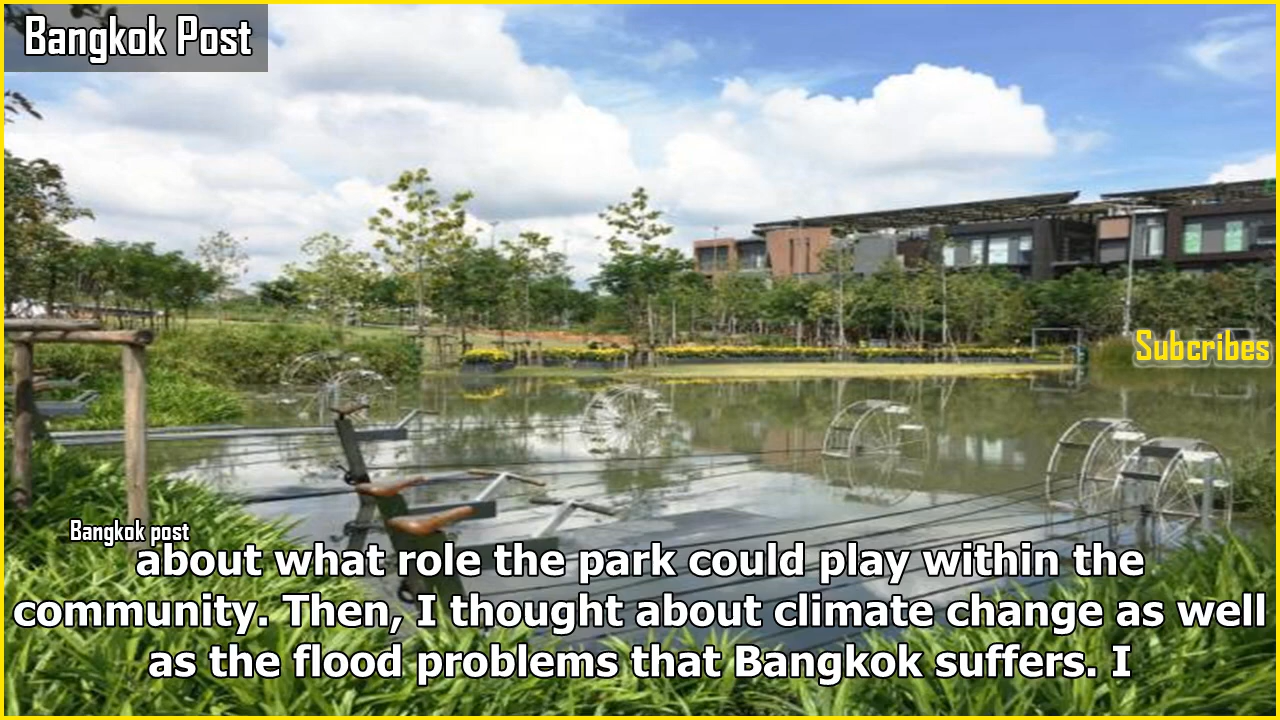 Bangkok Post
Subcribes
Bangkok post
about what role the park could play within the
community. Then, I thought about climate change as well
as the flood problems that Bangkok suffers. I